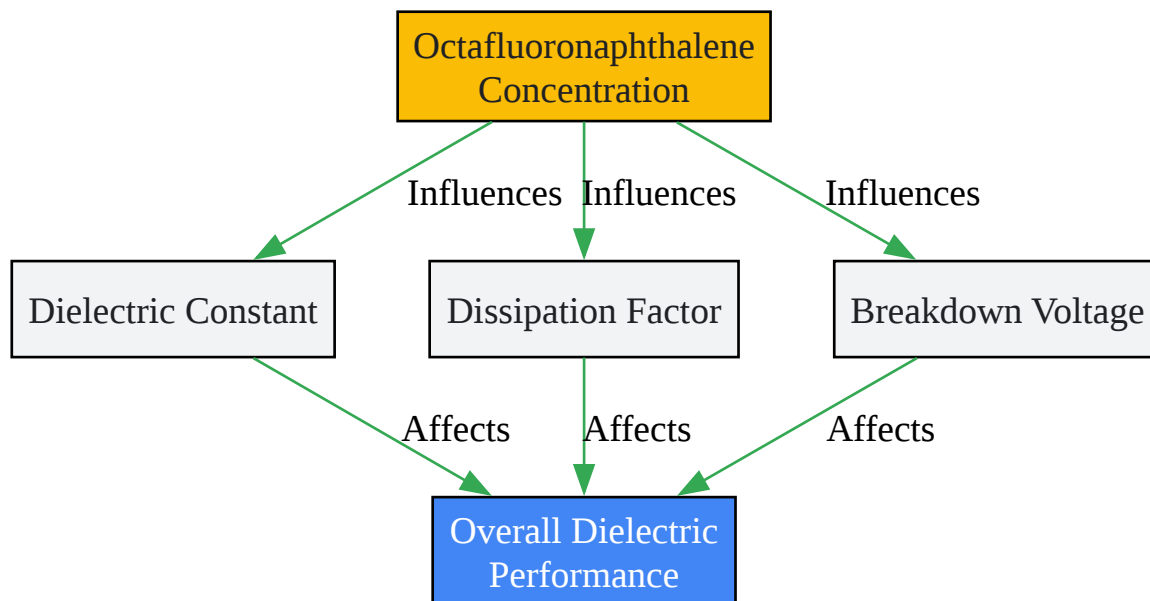 Octafluoronaphthalene
Concentration
Influences
Influences
Influences
Dielectric Constant
Dissipation Factor
Breakdown Voltage
Affects
Affects
Affects
Overall Dielectric
Performance